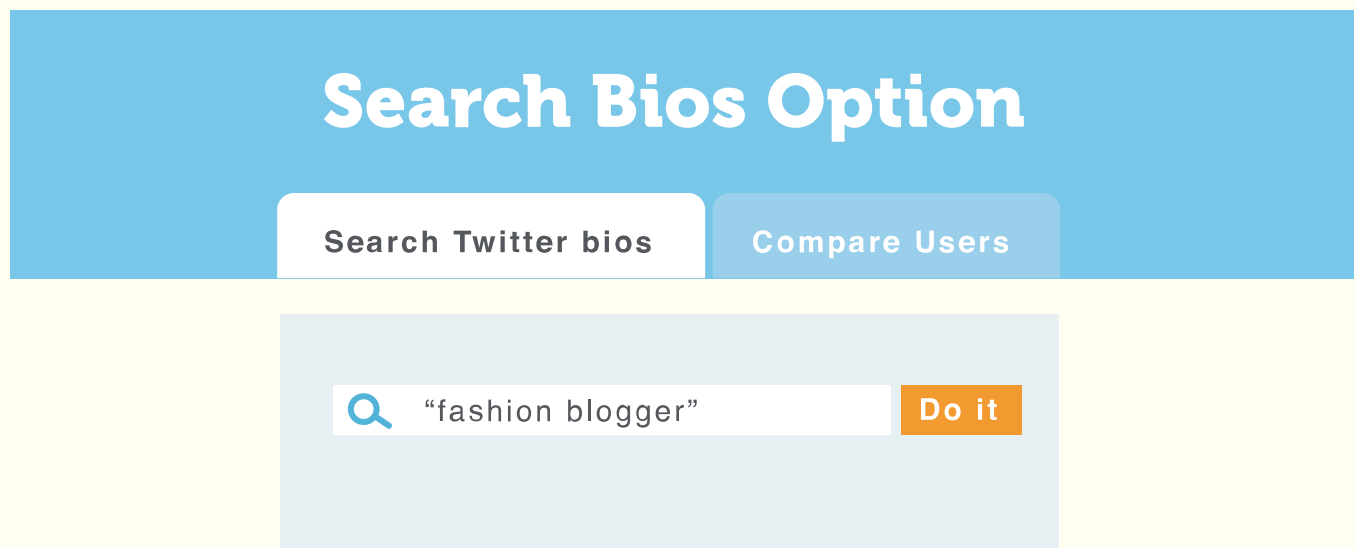 Search Bios Option
Search Twitter bios Compare Users
“fashion blogger” Do it